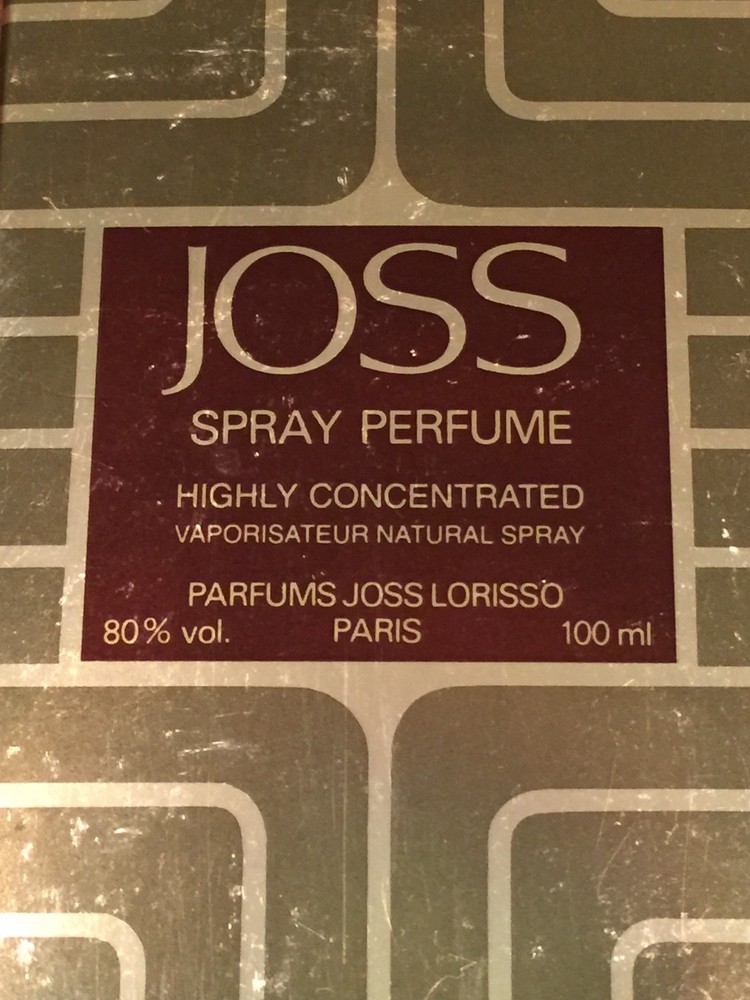 JOSS
SPRAY PERFUME
HIGHLY CONCENTRATED
VAPORISATEUR NATURAL SPRAY
PARFUMS JOSS LORISSO
80% vol. PARIS 100 ml